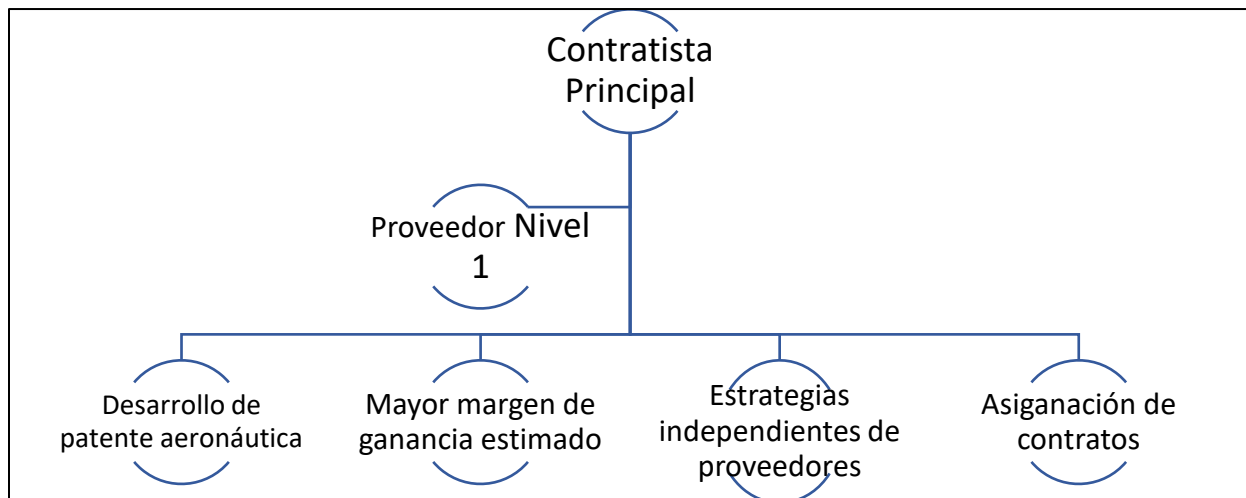 Contratista
Principal
Proveedor Nivel
1
Desarrollo de
patente aeronáutica
Mayor margen de
ganancia estimado
Estrategias
independientes de
proveedores
Asiganación de
contratos